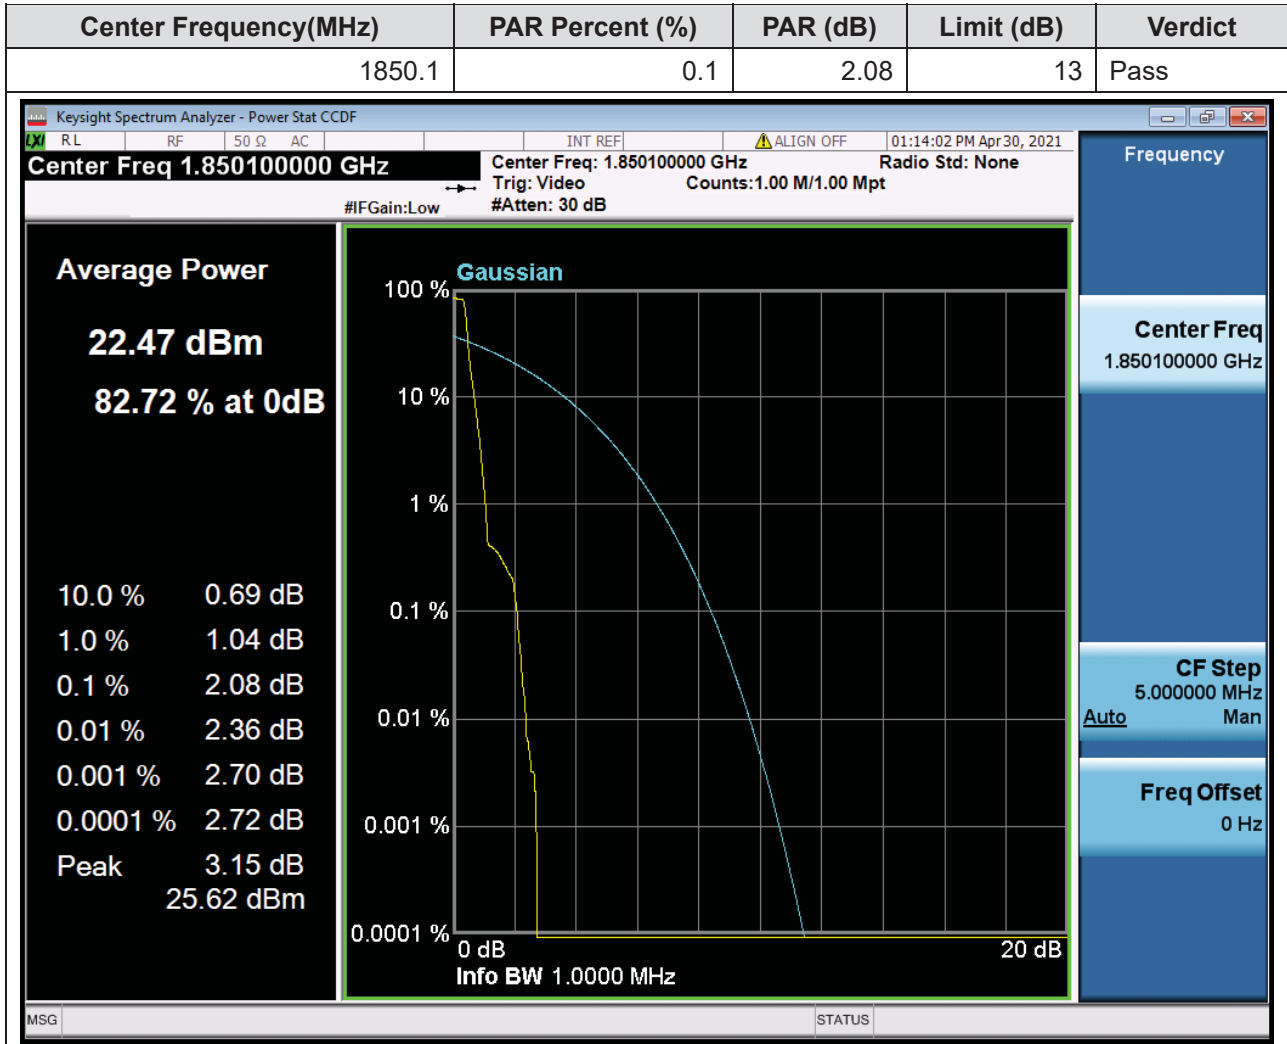 Center Frequency(MHz) PAR Percent (%) PAR (dB) Limit (dB) Verdict
1850.1 0.1 2.08 13 Pass
Keysight Spectrum Analyzer - Power Stat CCDF
LXI RL RF 50 Ω AC INT REF ALIGN OFF 01:14:02 PM Apr 30, 2021
Center Freq 1.850100000 GHz
Center Freq: 1.850100000 GHz Radio Std: None
Trig: Video Counts:1.00 M/1.00 Mpt
#IFGain:Low #Atten: 30 dB
Average Power
22.47 dBm
82.72 % at 0dB
10.0 % 0.69 dB
1.0 % 1.04 dB
0.1 % 2.08 dB
0.01 % 2.36 dB
0.001 % 2.70 dB
0.0001 % 2.72 dB
Peak 3.15 dB
25.62 dBm
Gaussian
100 %
10 %
1 %
0.1 %
0.01 %
0.001 %
0.0001 %
0 dB 20 dB
Info BW 1.0000 MHz
Frequency
Center Freq
1.850100000 GHz
CF Step
5.000000 MHz
Auto Man
Freq Offset
0 Hz
MSG STATUS